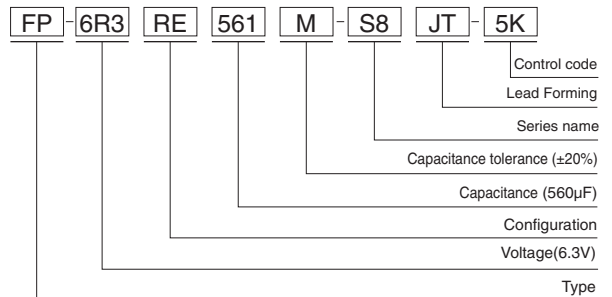 FP - 6R3 RE 561 M - S8 JT - 5K
Control code
Lead Forming
Series name
Capacitance tolerance (±20%)
Capacitance (560µF)
Configuration
Voltage(6.3V)
Type